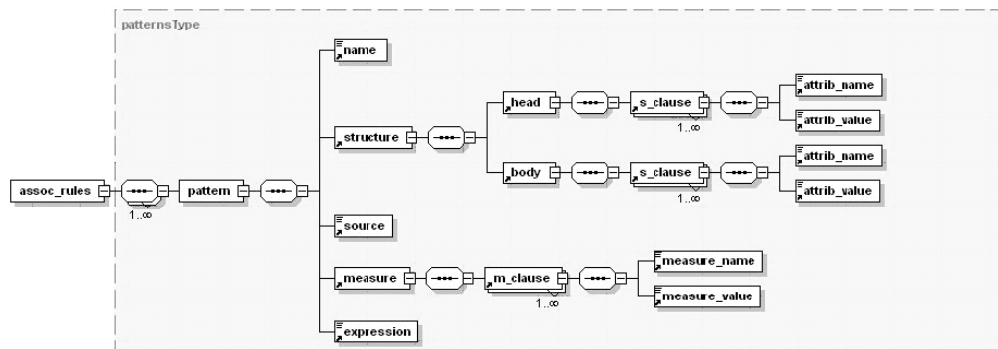 patternsType
name
head
s_clause
1..∞
attrib_name
attrib_value
structure
body
s_clause
1..∞
attrib_name
attrib_value
assoc_rules
1..∞
pattern
source
measure
m_clause
1..∞
measure_name
measure_value
expression